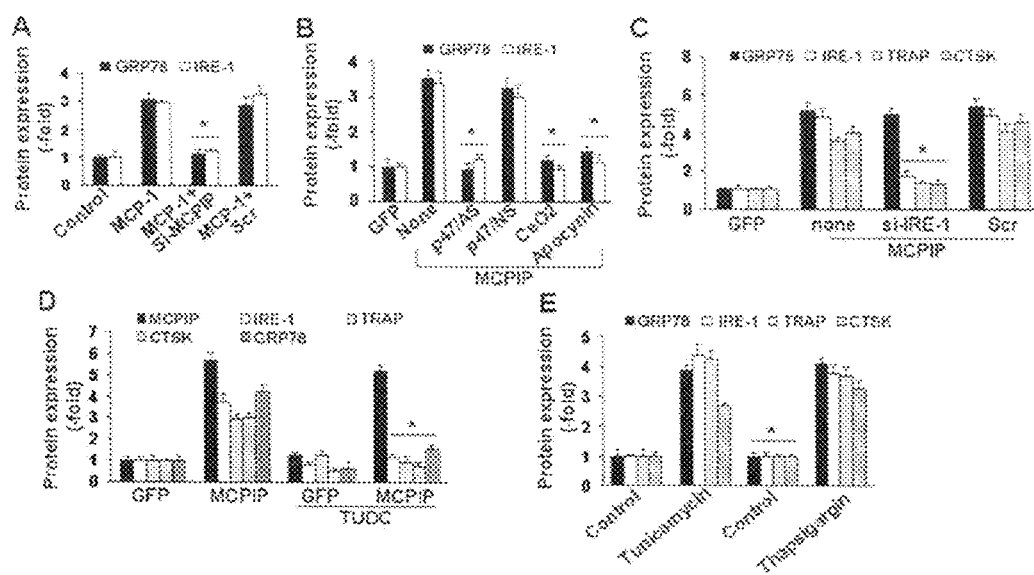 A
Protein expression (-fold)
GRP78 IRE-1
4
3
2
1
0
*
Control
MCP-1
MCP-1+ Si-MCPIP
MCP-1+ Scr
B
Protein expression (-fold)
GRP78 IRE-1
5
4
3
2
1
0
* * *
GFP
None
p47/AS
p47/NS
CeO2
Apocynin
MCPIP
C
Protein expression (-fold)
GRP78 IRE-1 TRAP CTSK
8
6
4
2
0
*
GFP none si-IRE-1 Scr
MCPIP
D
Protein expression (-fold)
MCPIP IRE-1 TRAP
CTSK GRP78
7
6
5
4
3
2
1
0
*
GFP MCPIP GFP MCPIP
TUDC
E
Protein expression (-fold)
GRP78 IRE-1 TRAP CTSK
5
4
3
2
1
0
*
Control
Tunicamycin
Control
Thapsigargin